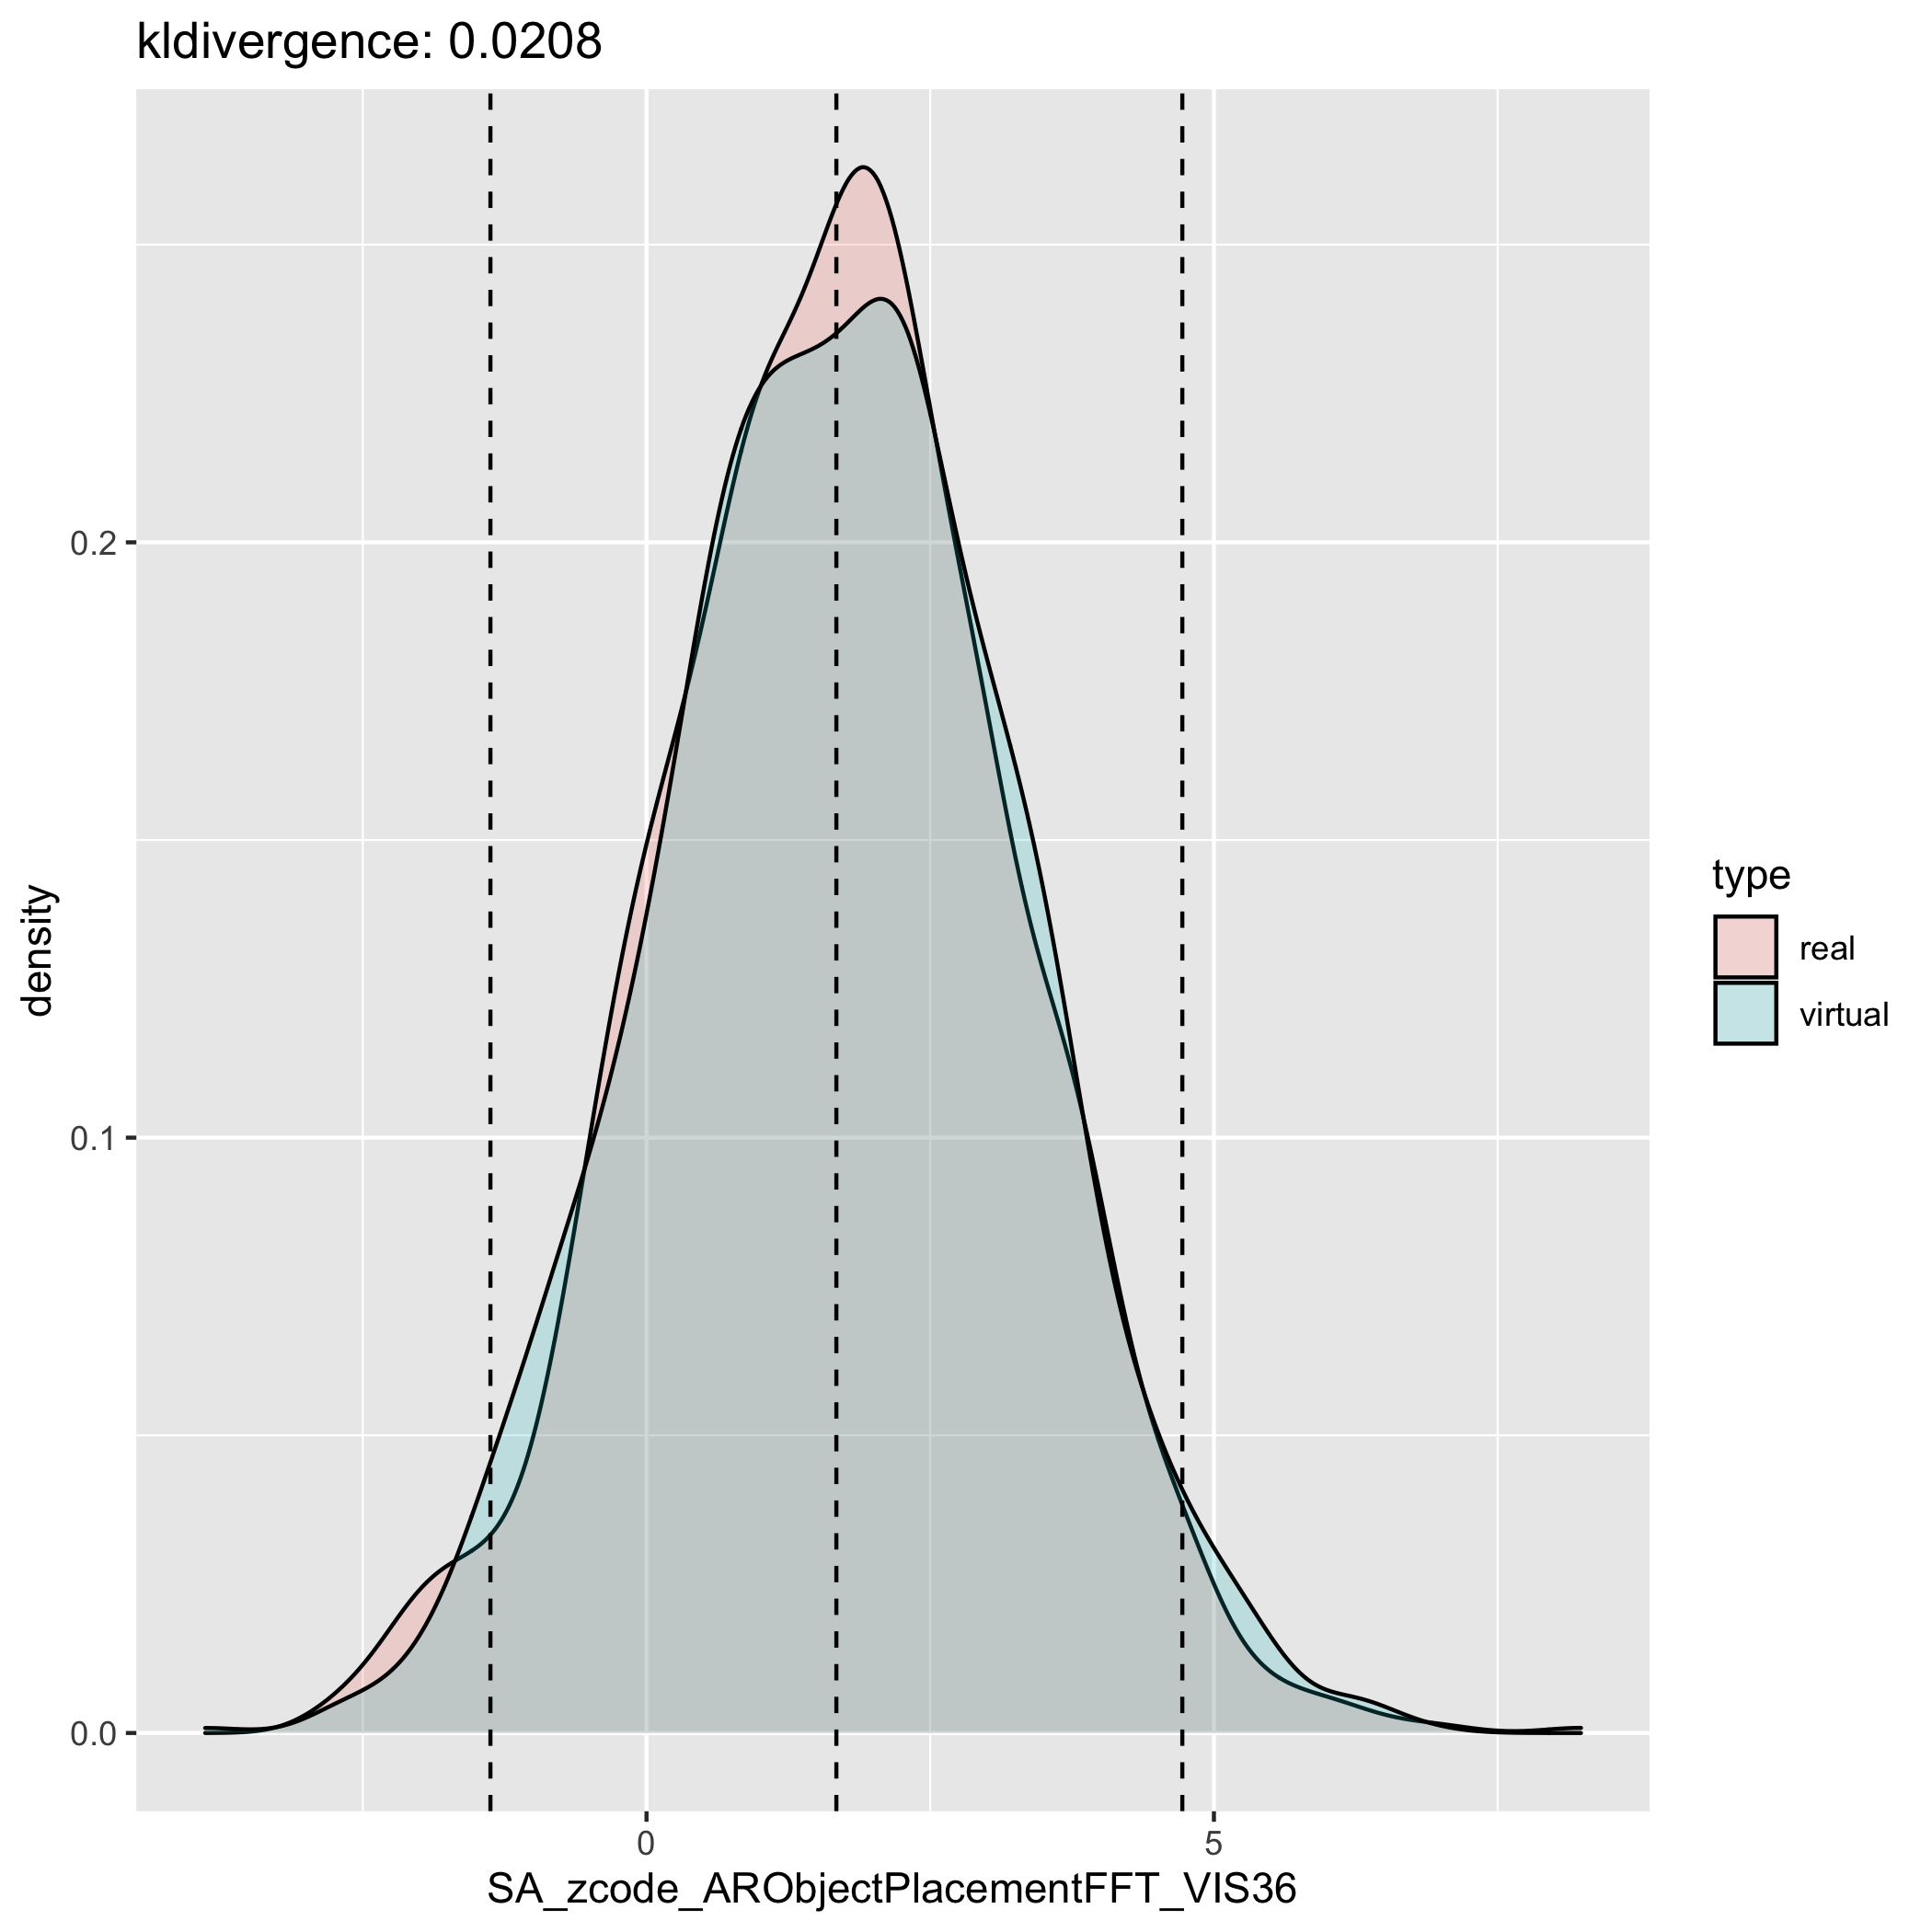 kldivergence: 0.0208
density
0.2
0.1
0.0
0
5
SA_zcode_ARObjectPlacementFFT_VIS36
type
real
virtual